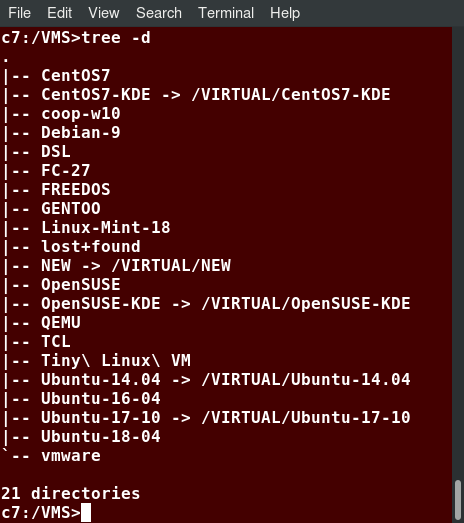 File Edit View Search Terminal Help
c7:/VMS>tree -d
.
|-- CentOS7
|-- CentOS7-KDE -> /VIRTUAL/CentOS7-KDE
|-- coop-w10
|-- Debian-9
|-- DSL
|-- FC-27
|-- FREEDOS
|-- GENTOO
|-- Linux-Mint-18
|-- lost+found
|-- NEW -> /VIRTUAL/NEW
|-- OpenSUSE
|-- OpenSUSE-KDE -> /VIRTUAL/OpenSUSE-KDE
|-- QEMU
|-- TCL
|-- Tiny\ Linux\ VM
|-- Ubuntu-14.04 -> /VIRTUAL/Ubuntu-14.04
|-- Ubuntu-16-04
|-- Ubuntu-17-10 -> /VIRTUAL/Ubuntu-17-10
|-- Ubuntu-18-04
`-- vmware

21 directories
c7:/VMS>